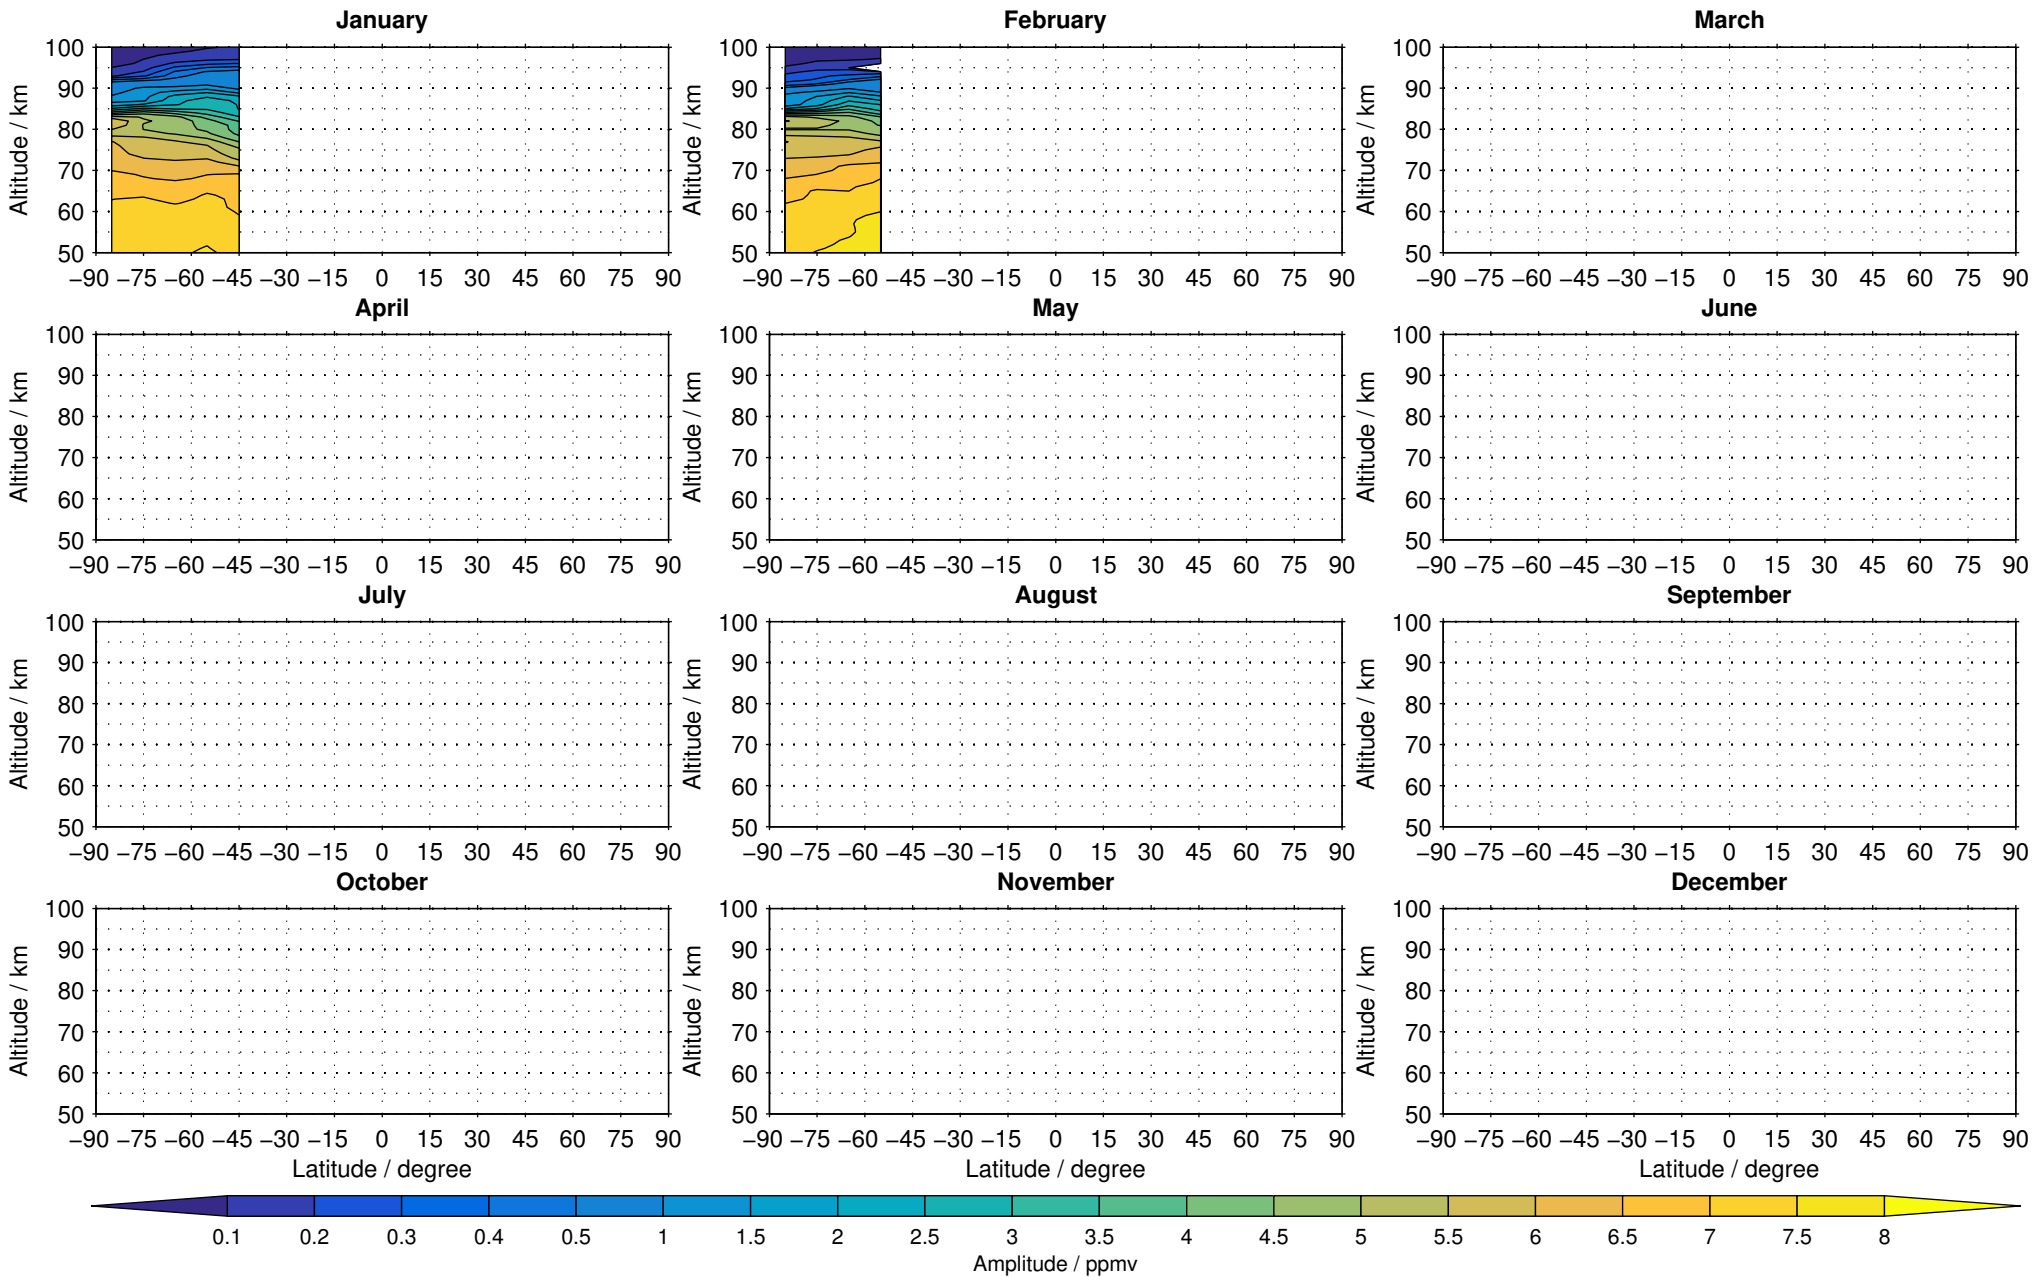 January February March
100 100 100
90 90 90
80 80 80
70 70 70
60 60 60
50 50 50
Altitude / km Altitude / km Altitude / km
−90 −75 −60 −45 −30 −15 0 15 30 45 60 75 90 −90 −75 −60 −45 −30 −15 0 15 30 45 60 75 90 −90 −75 −60 −45 −30 −15 0 15 30 45 60 75 90
April May June
100 100 100
90 90 90
80 80 80
70 70 70
60 60 60
50 50 50
Altitude / km Altitude / km Altitude / km
−90 −75 −60 −45 −30 −15 0 15 30 45 60 75 90 −90 −75 −60 −45 −30 −15 0 15 30 45 60 75 90 −90 −75 −60 −45 −30 −15 0 15 30 45 60 75 90
July August September
100 100 100
90 90 90
80 80 80
70 70 70
60 60 60
50 50 50
Altitude / km Altitude / km Altitude / km
−90 −75 −60 −45 −30 −15 0 15 30 45 60 75 90 −90 −75 −60 −45 −30 −15 0 15 30 45 60 75 90 −90 −75 −60 −45 −30 −15 0 15 30 45 60 75 90
October November December
100 100 100
90 90 90
80 80 80
70 70 70
60 60 60
50 50 50
Altitude / km Altitude / km Altitude / km
−90 −75 −60 −45 −30 −15 0 15 30 45 60 75 90 −90 −75 −60 −45 −30 −15 0 15 30 45 60 75 90 −90 −75 −60 −45 −30 −15 0 15 30 45 60 75 90
Latitude / degree Latitude / degree Latitude / degree
0.1 0.2 0.3 0.4 0.5 1 1.5 2 2.5 3 3.5 4 4.5 5 5.5 6 6.5 7 7.5 8
Amplitude / ppmv